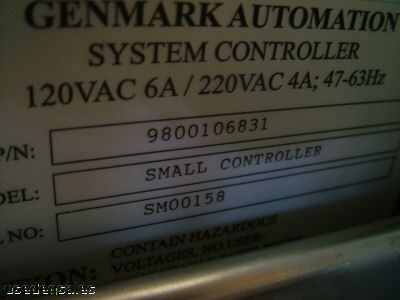 GENMARK AUTOMATION
SYSTEM CONTROLLER
120VAC 6A / 220VAC 4A; 47-63Hz
P/N: 9800106831
DEL: SMALL CONTROLLER
L NO: SM00158
CONTAIN HAZARDOUS
VOLTAGES, NO USER-